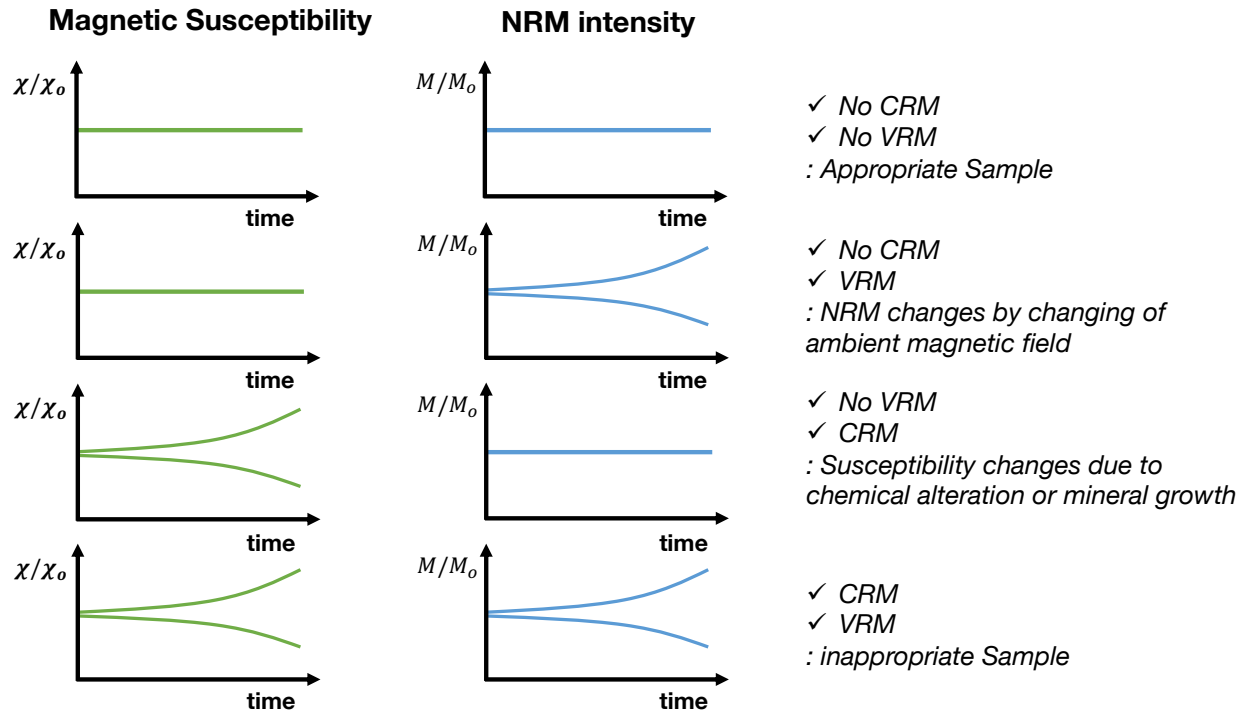 Magnetic Susceptibility
NRM intensity
χ/χₒ
time
M/Mₒ
time
✓ No CRM
✓ No VRM
: Appropriate Sample
χ/χₒ
time
M/Mₒ
time
✓ No CRM
✓ VRM
: NRM changes by changing of
ambient magnetic field
χ/χₒ
time
M/Mₒ
time
✓ No VRM
✓ CRM
: Susceptibility changes due to
chemical alteration or mineral growth
χ/χₒ
time
M/Mₒ
time
✓ CRM
✓ VRM
: inappropriate Sample